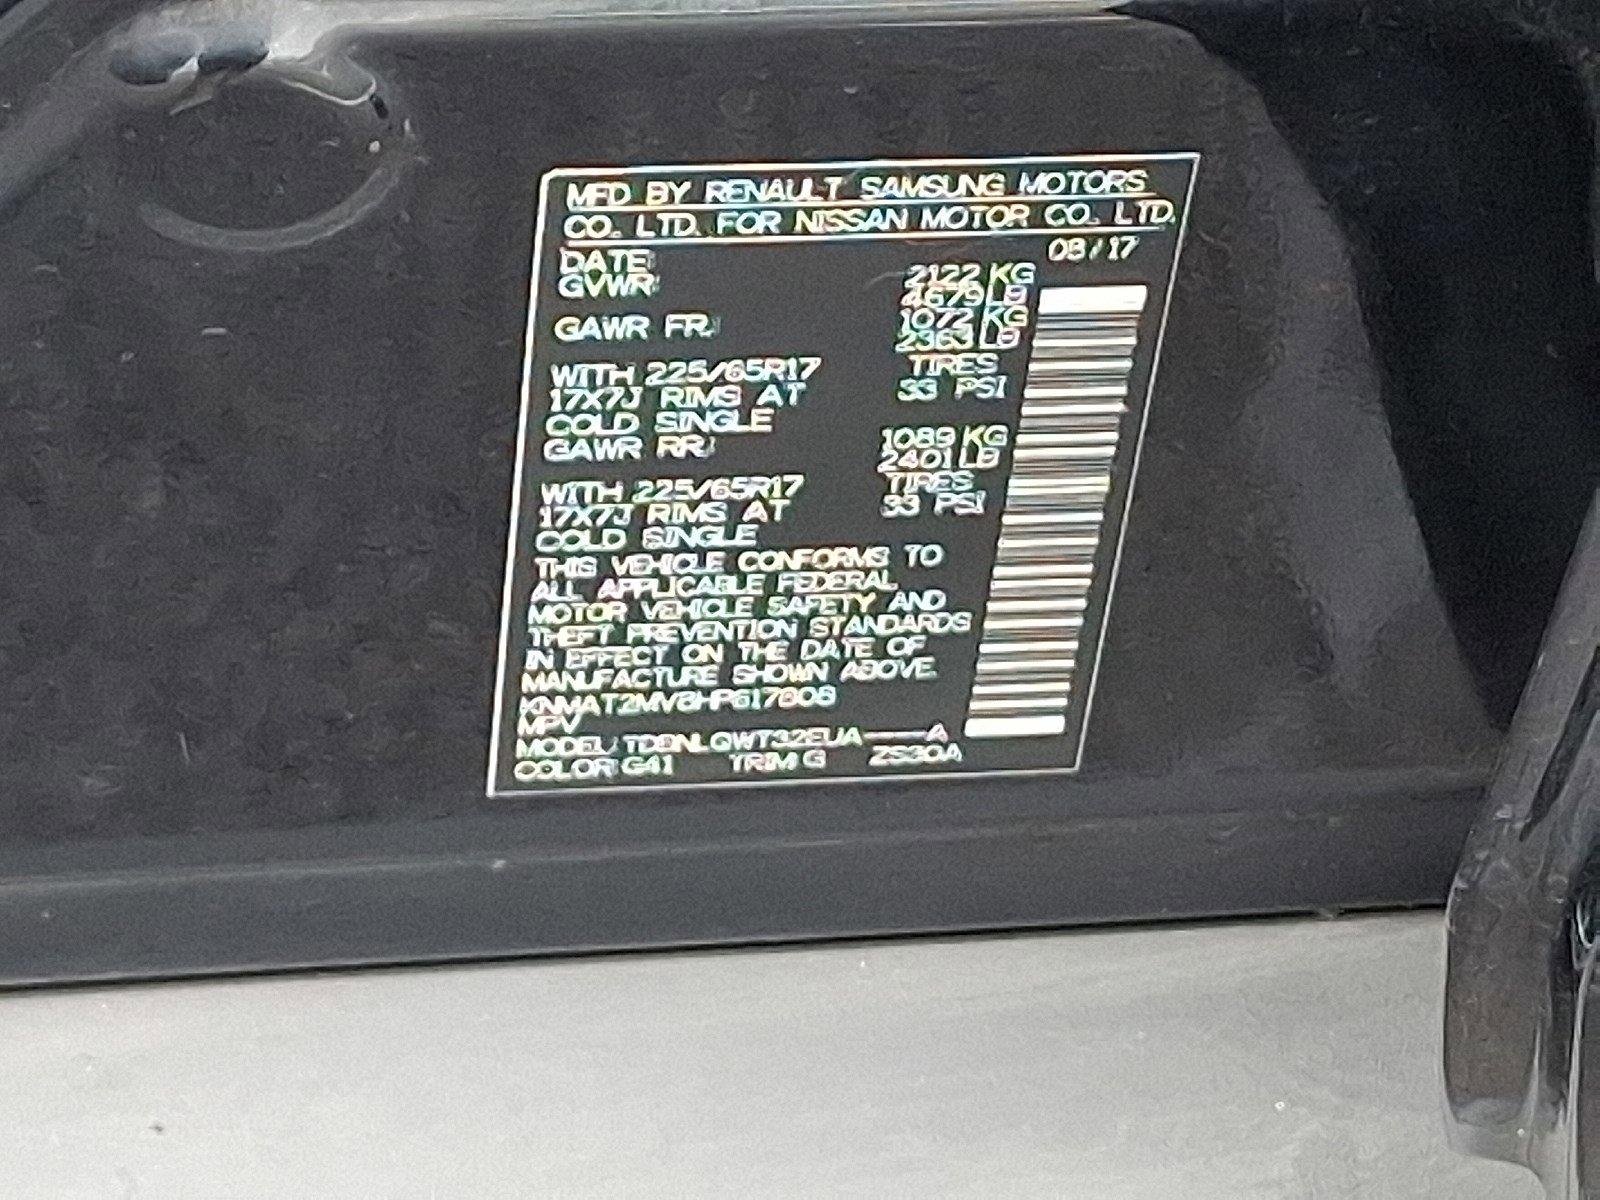 MFD BY RENAULT SAMSUNG MOTORS
CO., LTD. FOR NISSAN MOTOR CO., LTD.
DATE: 08/17
GVWR: 2122 KG
4679 LB
GAWR FR.: 1072 KG
2363 LB
WITH 225/65R17 TIRES
17X7J RIMS AT 33 PSI
COLD SINGLE
GAWR RR.: 1089 KG
2401 LB
WITH 225/65R17 TIRES
17X7J RIMS AT 33 PSI
COLD SINGLE
THIS VEHICLE CONFORMS TO
ALL APPLICABLE FEDERAL
MOTOR VEHICLE SAFETY AND
THEFT PREVENTION STANDARDS
IN EFFECT ON THE DATE OF
MANUFACTURE SHOWN ABOVE.
MPV
MODEL:
COLOR: G41 TRIM: G